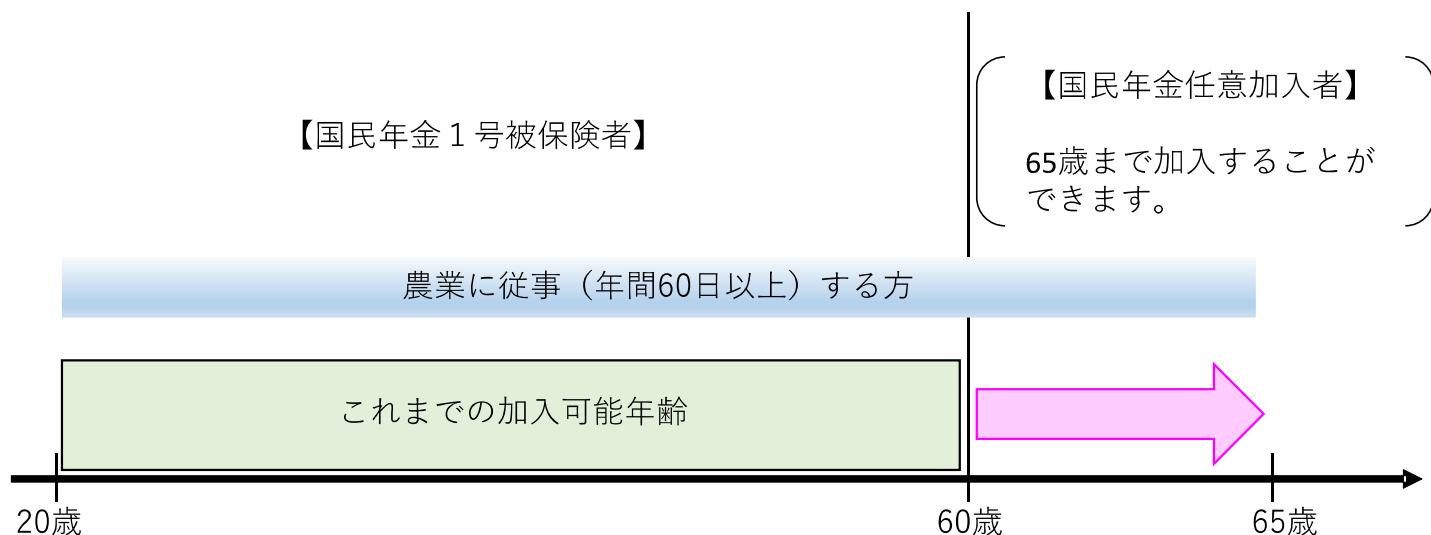 【国民年金１号被保険者】
【国民年金任意加入者】
65歳まで加入することが
できます。
農業に従事（年間60日以上）する方
これまでの加入可能年齢
20歳
60歳
65歳